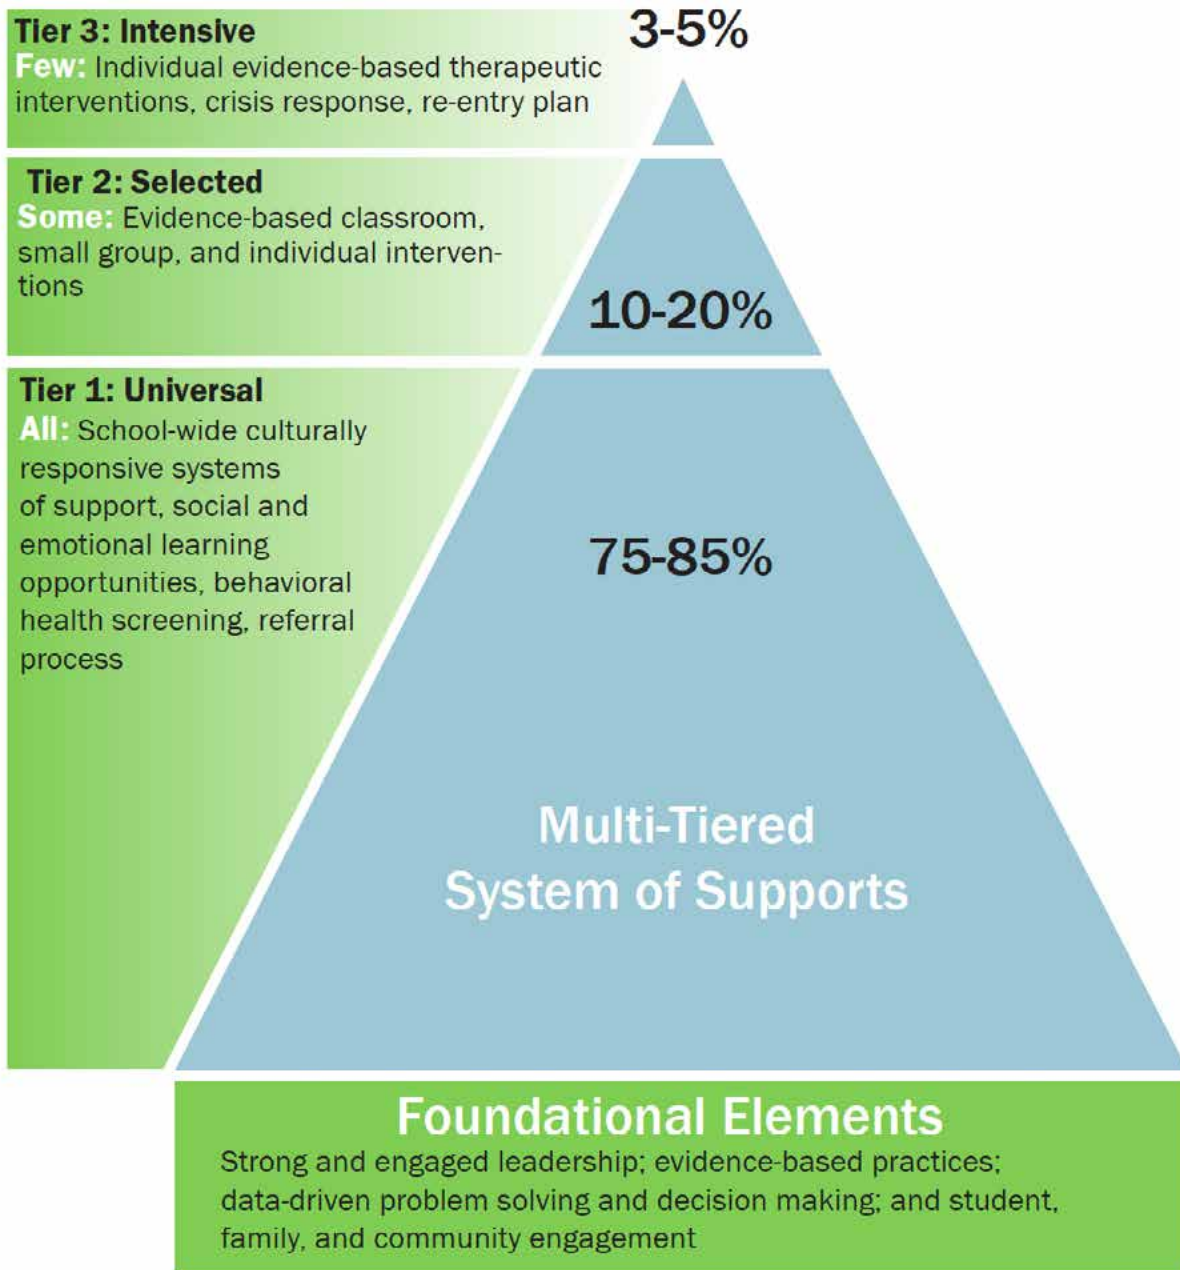 Tier 3: Intensive
Few: Individual evidence-based therapeutic
interventions, crisis response, re-entry plan
3-5%
Tier 2: Selected
Some: Evidence-based classroom,
small group, and individual interven-
tions
10-20%
Tier 1: Universal
All: School-wide culturally
responsive systems
of support, social and
emotional learning
opportunities, behavioral
health screening, referral
process
75-85%
Multi-Tiered
System of Supports
Foundational Elements
Strong and engaged leadership; evidence-based practices;
data-driven problem solving and decision making; and student,
family, and community engagement